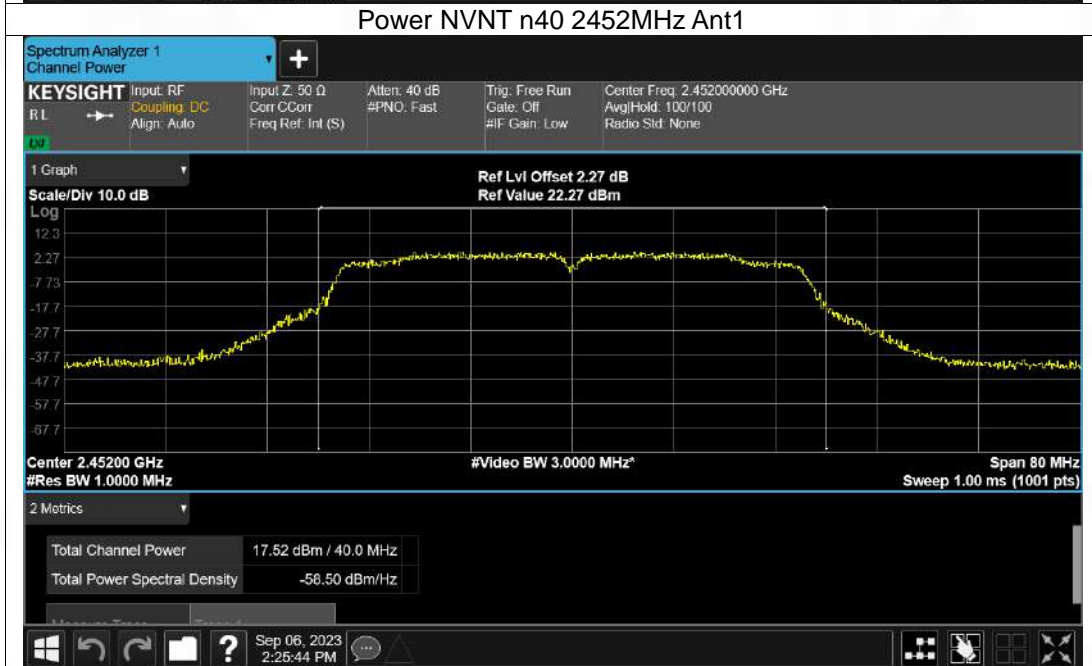 Power NVNT n40 2452MHz Ant1
Spectrum Analyzer 1
Channel Power
+
KEYSIGHT Input: RF Input Z: 50 Ω Atten: 40 dB Trig: Free Run Center Freq: 2.452000000 GHz
RL Coupling: DC Corr CCorr #PNO: Fast Gate: Off Avg|Hold: 100/100
Align: Auto Freq Ref: Int (S) #IF Gain: Low Radio Std: None
LXI
1 Graph
Ref Lvl Offset 2.27 dB
Scale/Div 10.0 dB Ref Value 22.27 dBm
Log
12.3
2.27
-7.73
-17.7
-27.7
-37.7
-47.7
-57.7
-67.7
Center 2.45200 GHz #Video BW 3.0000 MHz* Span 80 MHz
#Res BW 1.0000 MHz Sweep 1.00 ms (1001 pts)
2 Metrics
Total Channel Power 17.52 dBm / 40.0 MHz
Total Power Spectral Density -58.50 dBm/Hz
? Sep 06, 2023
2:25:44 PM